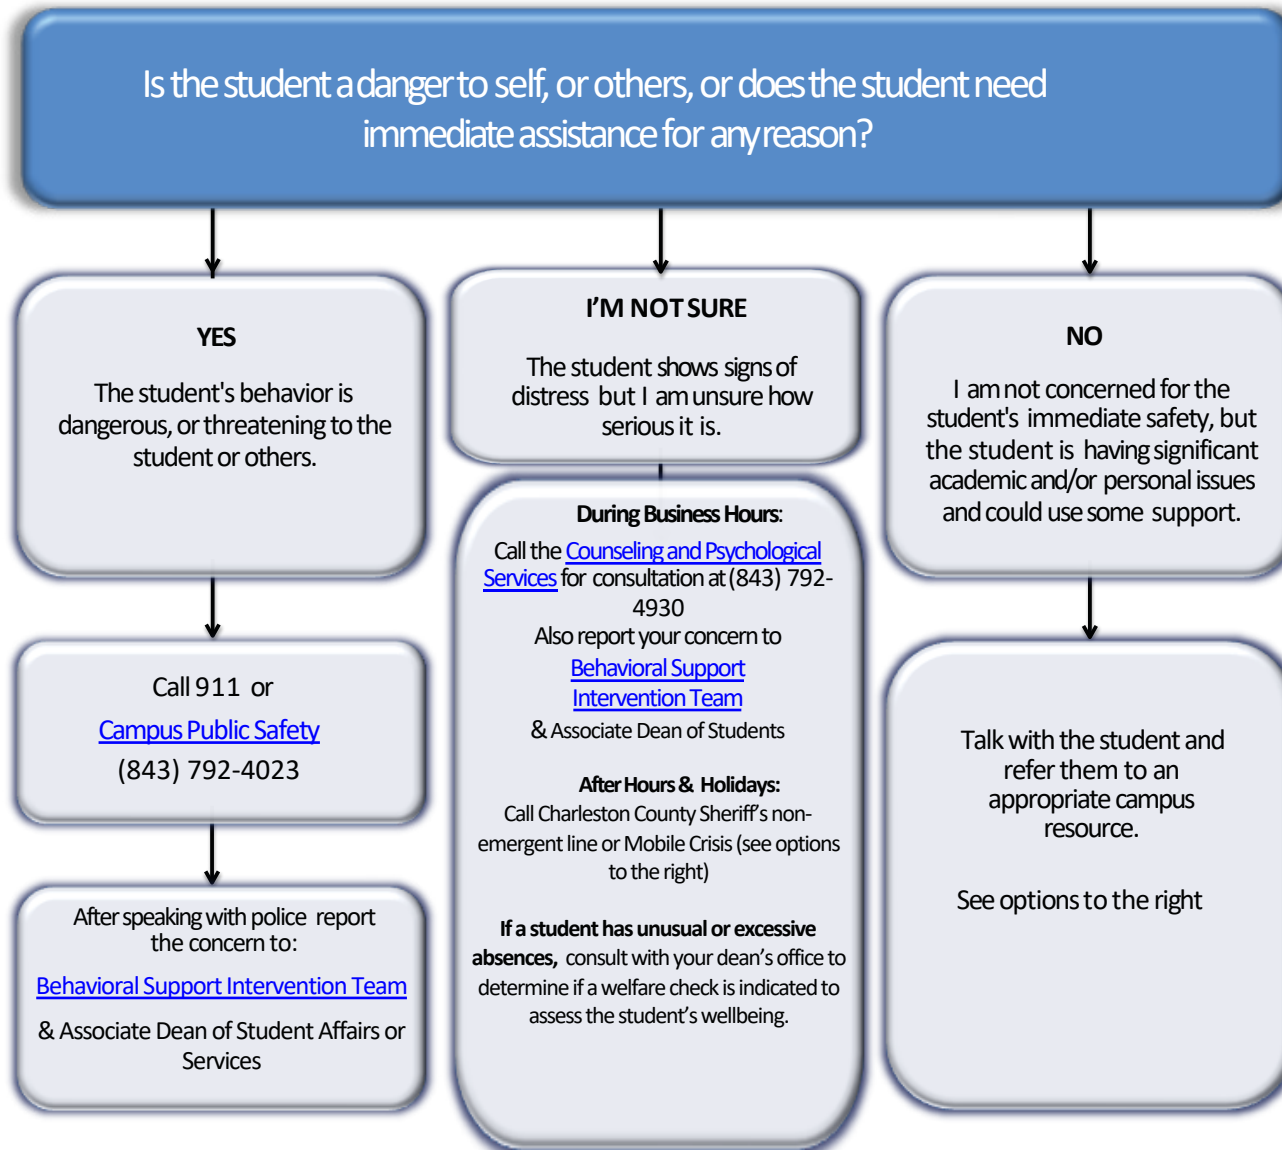 Is the student a danger to self, or others, or does the student need
immediate assistance for any reason?
YES
The student's behavior is
dangerous, or threatening to the
student or others.
Call 911 or
Campus Public Safety
(843) 792-4023
After speaking with police report
the concern to:
Behavioral Support Intervention Team
& Associate Dean of Student Affairs or
Services
I’M NOT SURE
The student shows signs of
distress but I am unsure how
serious it is.
During Business Hours:
Call the Counseling and Psychological
Services for consultation at (843) 792-
4930
Also report your concern to
Behavioral Support
Intervention Team
& Associate Dean of Students
After Hours & Holidays:
Call Charleston County Sheriff’s non-
emergent line or Mobile Crisis (see options
to the right)
If a student has unusual or excessive
absences, consult with your dean’s office to
determine if a welfare check is indicated to
assess the student’s wellbeing.
NO
I am not concerned for the
student's immediate safety, but
the student is having significant
academic and/or personal issues
and could use some support.
Talk with the student and
refer them to an
appropriate campus
resource.
See options to the right